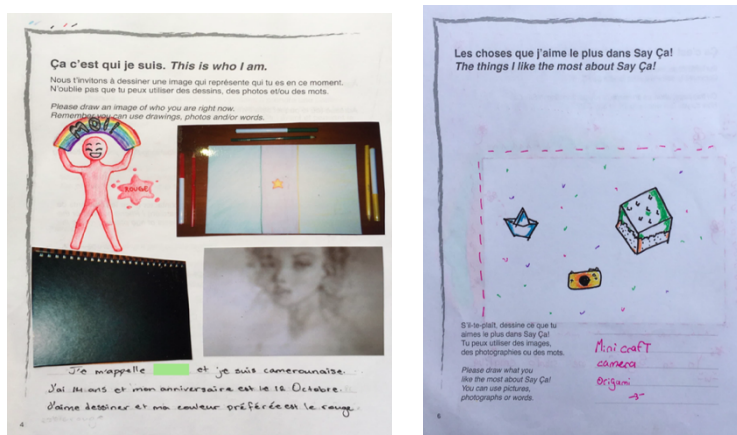 Ça c'est qui je suis. This is who I am.
Nous t'invitons à dessiner une image qui représente qui tu es en ce moment.
N'oublie pas que tu peux utiliser des dessins, des photos et/ou des mots.
Please draw an image of who you are right now.
Remember you can use drawings, photos and/or words.
MOI!
ROUGE
Je m'appelle et je suis camerounaise.
J'ai 14 ans et mon anniversaire est le 12 Octobre.
J'aime dessiner et ma couleur préférée est le rouge.
4
Les choses que j'aime le plus dans Say Ça!
The things I like the most about Say Ça!
S'il-te-plaît, dessine ce que tu
aimes le plus dans Say Ça!
Tu peux utiliser des images,
des photographies ou des mots.
Please draw what you
like the most about Say Ça!
You can use pictures,
photographs or words.
Mini craft
camera
origami